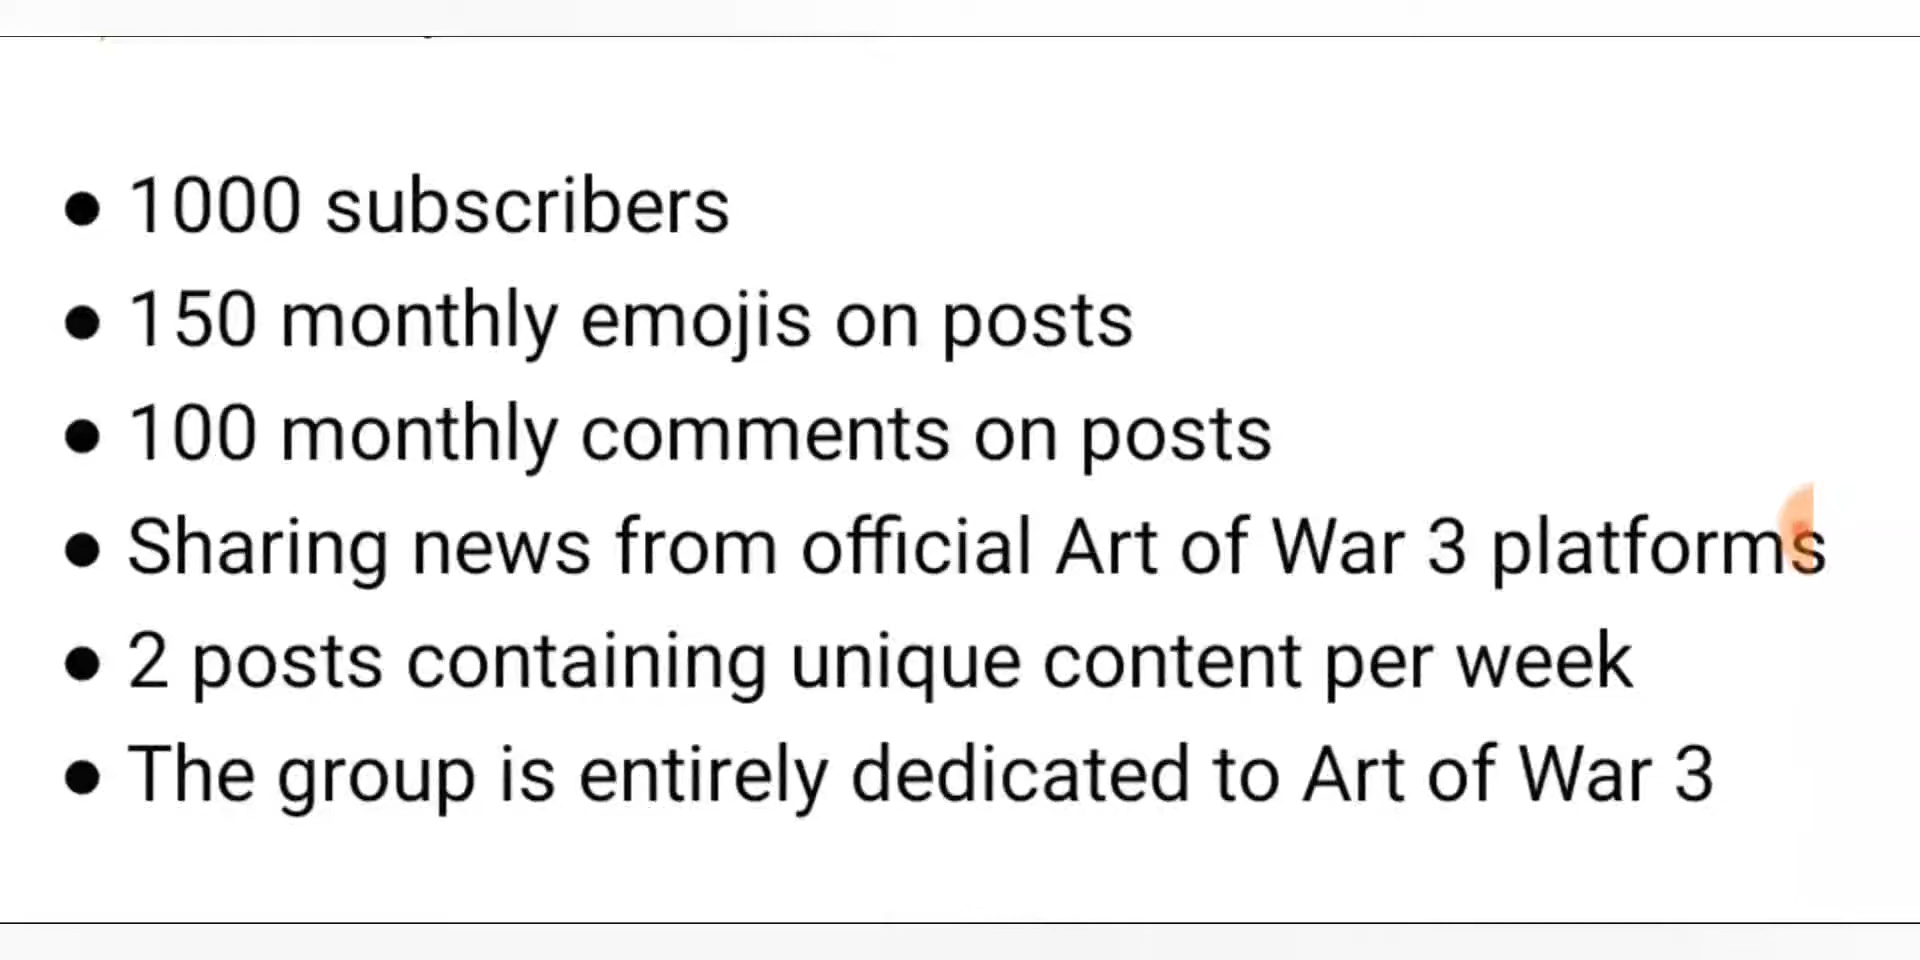 ● 1000 subscribers
● 150 monthly emojis on posts
● 100 monthly comments on posts
● Sharing news from official Art of War 3 platforms
● 2 posts containing unique content per week
● The group is entirely dedicated to Art of War 3